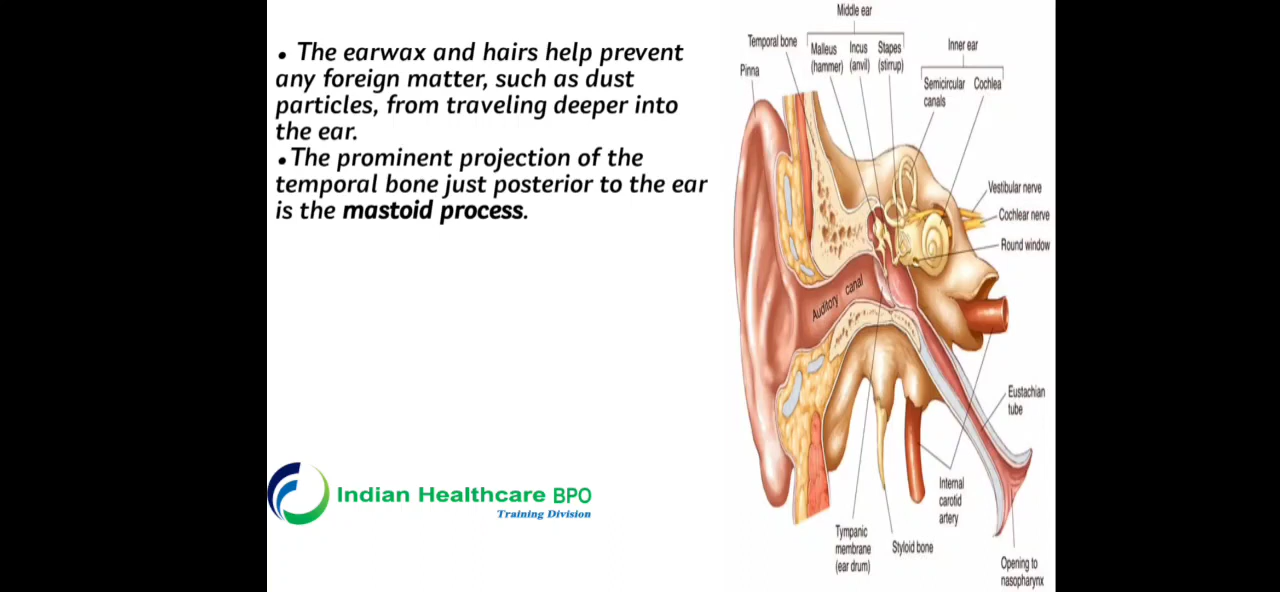 • The earwax and hairs help prevent
any foreign matter, such as dust
particles, from traveling deeper into
the ear.
• The prominent projection of the
temporal bone just posterior to the ear
is the mastoid process.
Indian Healthcare BPO
Training Division
Middle ear
Temporal bone
Malleus
(hammer)
Incus
(anvil)
Stapes
(stirrup)
Inner ear
Pinna
Semicircular
canals
Cochlea
Vestibular nerve
Cochlear nerve
Round window
Auditory canal
Eustachian
tube
Internal
carotid
artery
Tympanic
membrane
(ear drum)
Styloid bone
Opening to
nasopharynx